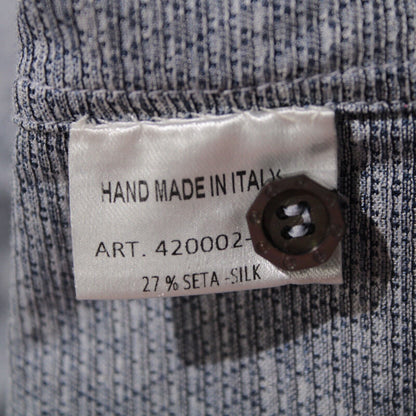 HAND MADE IN ITALY
ART. 420002-
27 % SETA -SILK